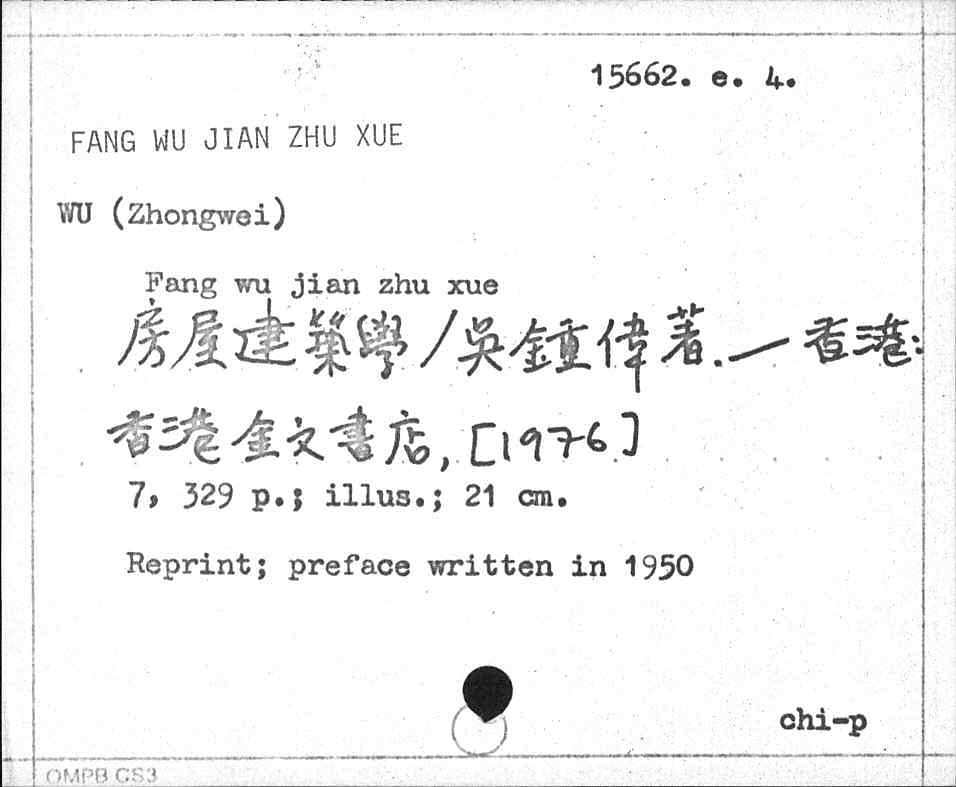 15662. e. 4.
FANG WU JIAN ZHU XUE
WU (Zhongwei)
Fang wu jian zhu xue
房屋建築學/吳鍾偉著.—香港:
香港金文書店, [1976]
7, 329 p.; illus.; 21 cm.
Reprint; preface written in 1950
chi-p
OMPB CS3